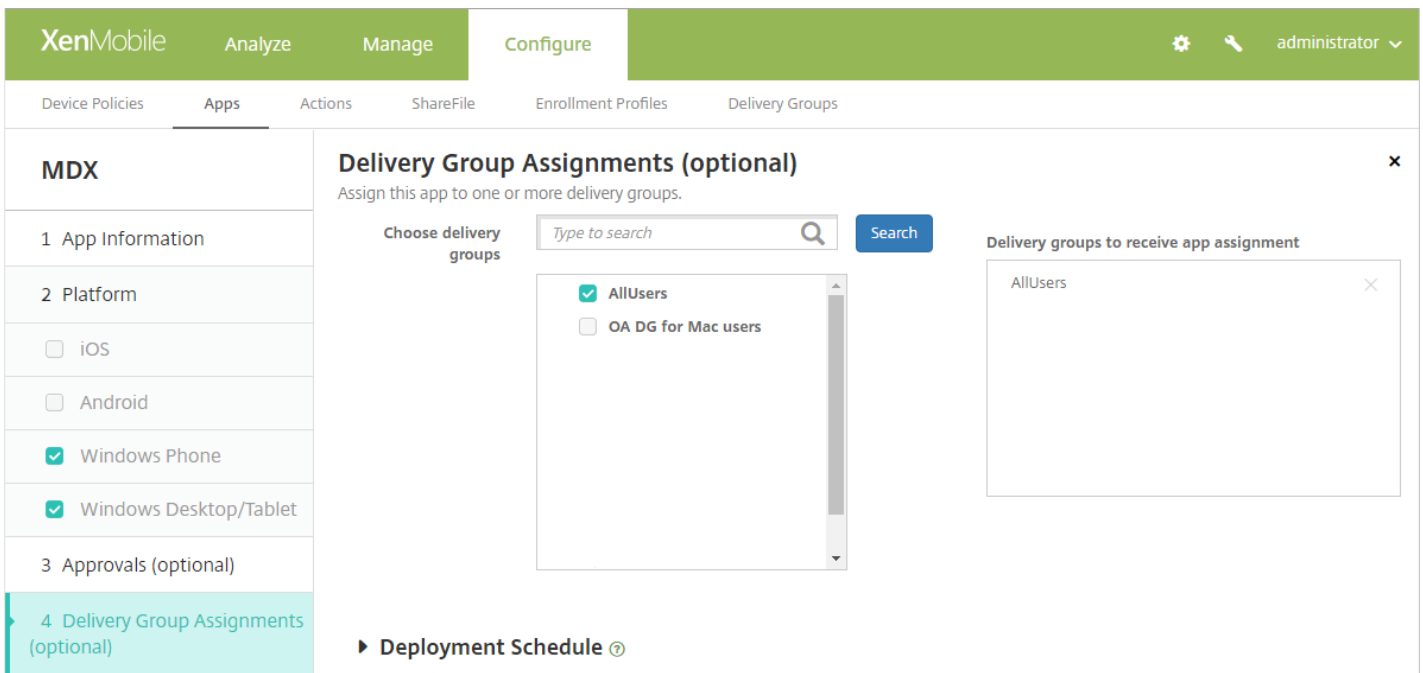 XenMobile Analyze Manage Configure administrator
Device Policies Apps Actions ShareFile Enrollment Profiles Delivery Groups
MDX
1 App Information
2 Platform
iOS
Android
Windows Phone
Windows Desktop/Tablet
3 Approvals (optional)
4 Delivery Group Assignments
(optional)
Delivery Group Assignments (optional)
Assign this app to one or more delivery groups.
Choose delivery
groups
Type to search
Search
AllUsers
OA DG for Mac users
Delivery groups to receive app assignment
AllUsers
Deployment Schedule ?